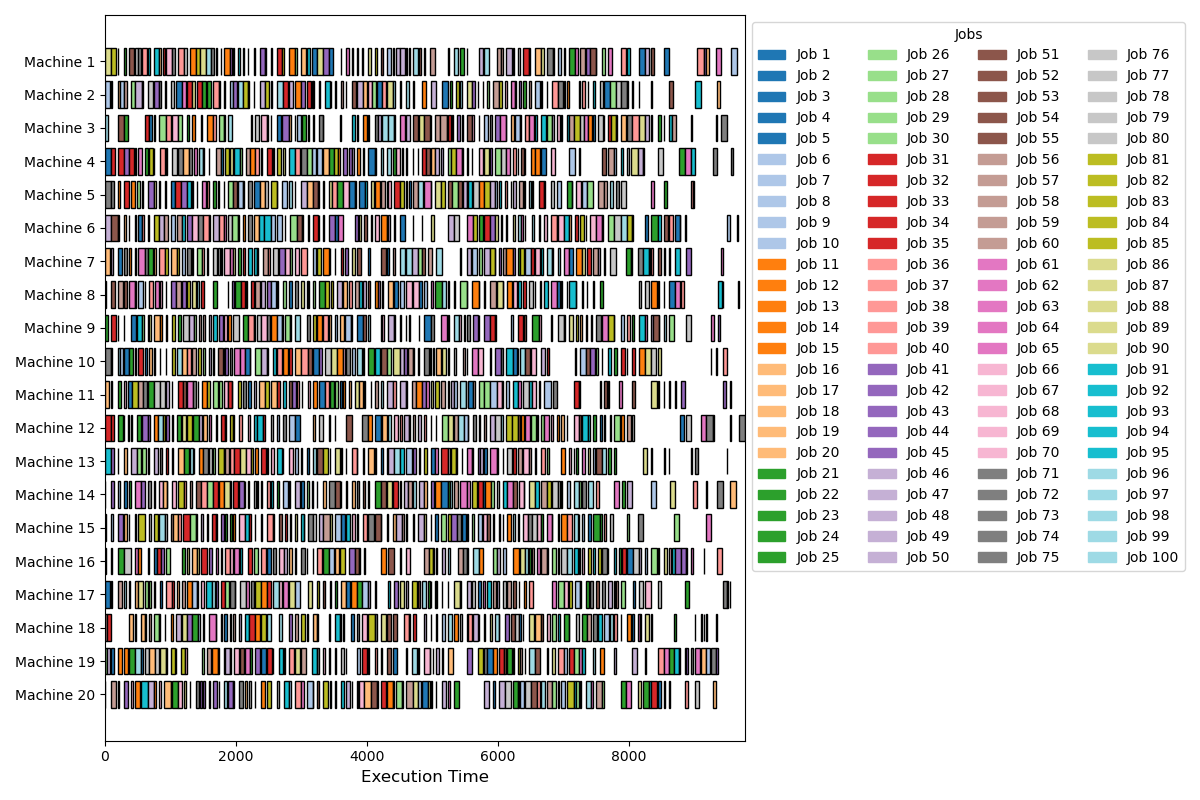 Jobs
Machine 1
Machine 2
Machine 3
Machine 4
Machine 5
Machine 6
Machine 7
Machine 8
Machine 9
Machine 10
Machine 11
Machine 12
Machine 13
Machine 14
Machine 15
Machine 16
Machine 17
Machine 18
Machine 19
Machine 20
0 2000 4000 6000 8000
Execution Time
Job 1 Job 26 Job 51 Job 76
Job 2 Job 27 Job 52 Job 77
Job 3 Job 28 Job 53 Job 78
Job 4 Job 29 Job 54 Job 79
Job 5 Job 30 Job 55 Job 80
Job 6 Job 31 Job 56 Job 81
Job 7 Job 32 Job 57 Job 82
Job 8 Job 33 Job 58 Job 83
Job 9 Job 34 Job 59 Job 84
Job 10 Job 35 Job 60 Job 85
Job 11 Job 36 Job 61 Job 86
Job 12 Job 37 Job 62 Job 87
Job 13 Job 38 Job 63 Job 88
Job 14 Job 39 Job 64 Job 89
Job 15 Job 40 Job 65 Job 90
Job 16 Job 41 Job 66 Job 91
Job 17 Job 42 Job 67 Job 92
Job 18 Job 43 Job 68 Job 93
Job 19 Job 44 Job 69 Job 94
Job 20 Job 45 Job 70 Job 95
Job 21 Job 46 Job 71 Job 96
Job 22 Job 47 Job 72 Job 97
Job 23 Job 48 Job 73 Job 98
Job 24 Job 49 Job 74 Job 99
Job 25 Job 50 Job 75 Job 100